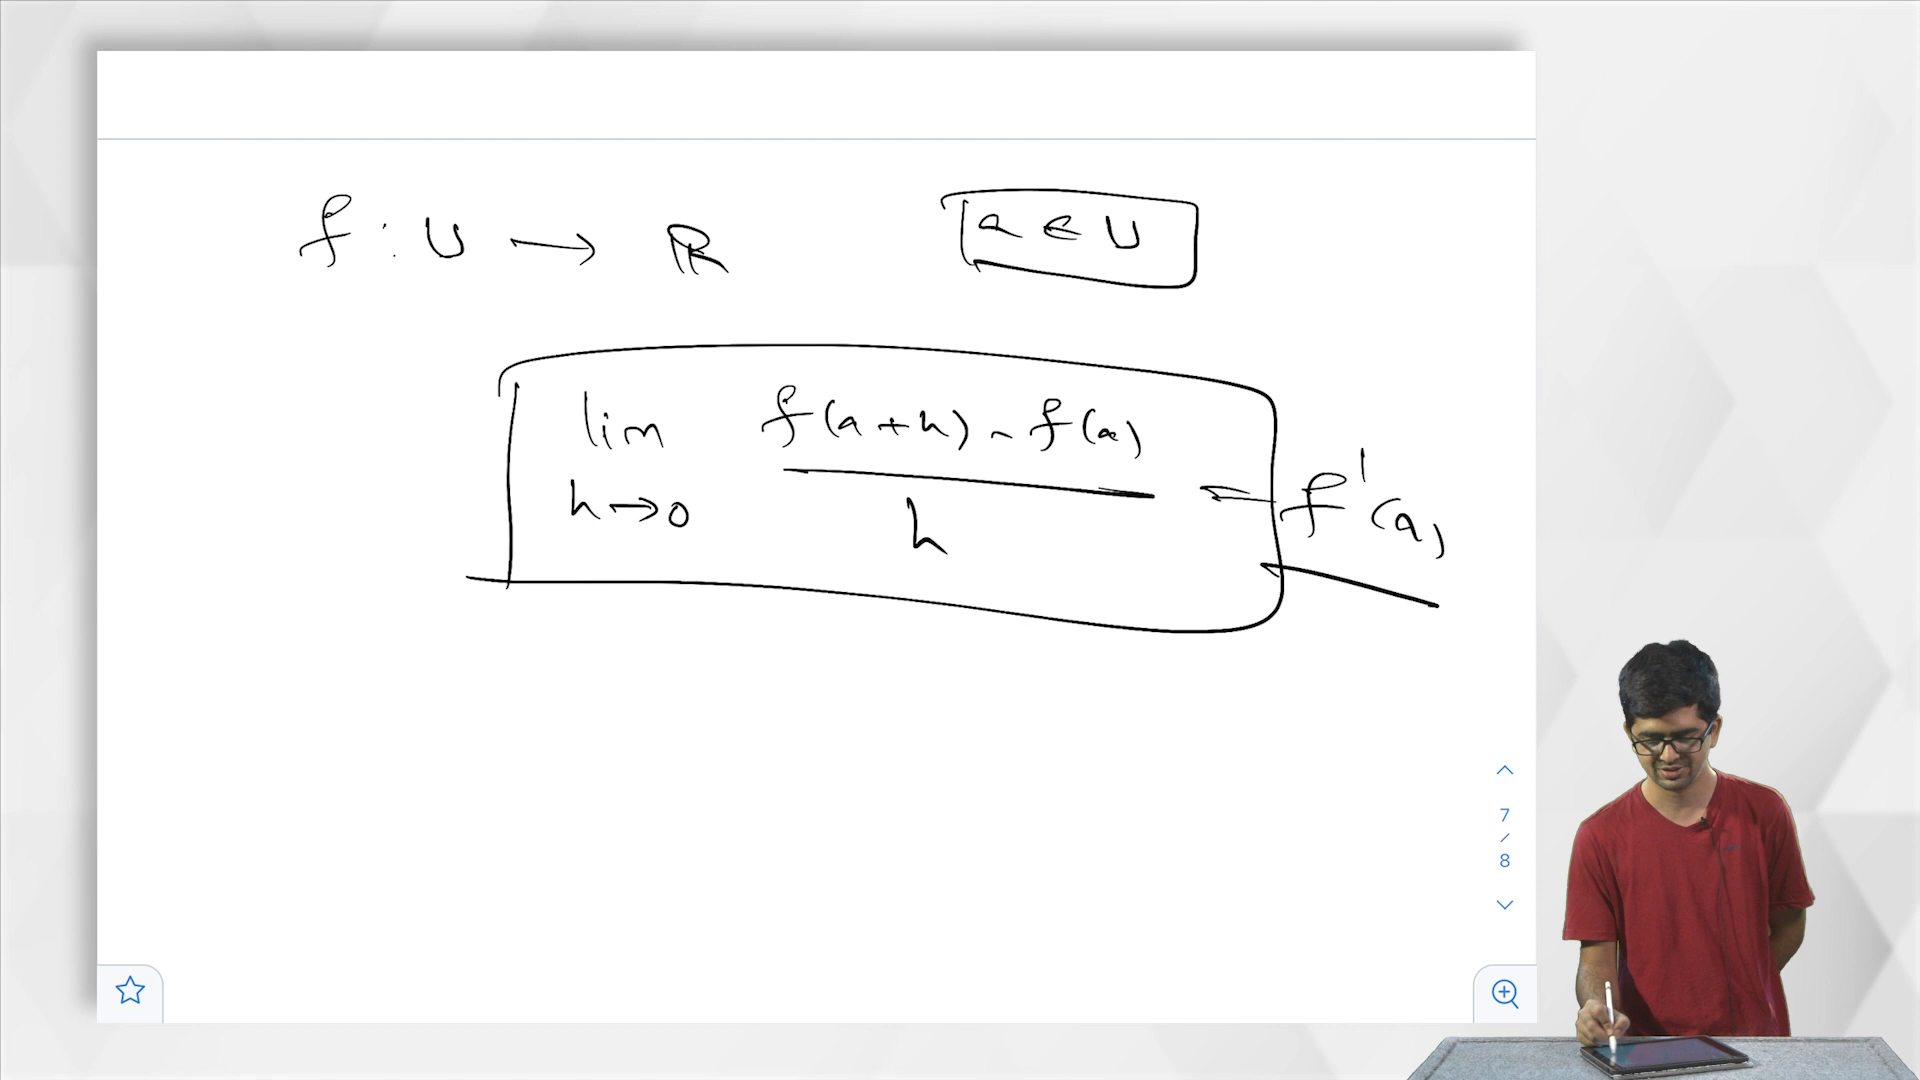 f : U → ℝ a ∈ U
lim f(a+h) - f(a) = f'(a)
h→0 h
7
/
8